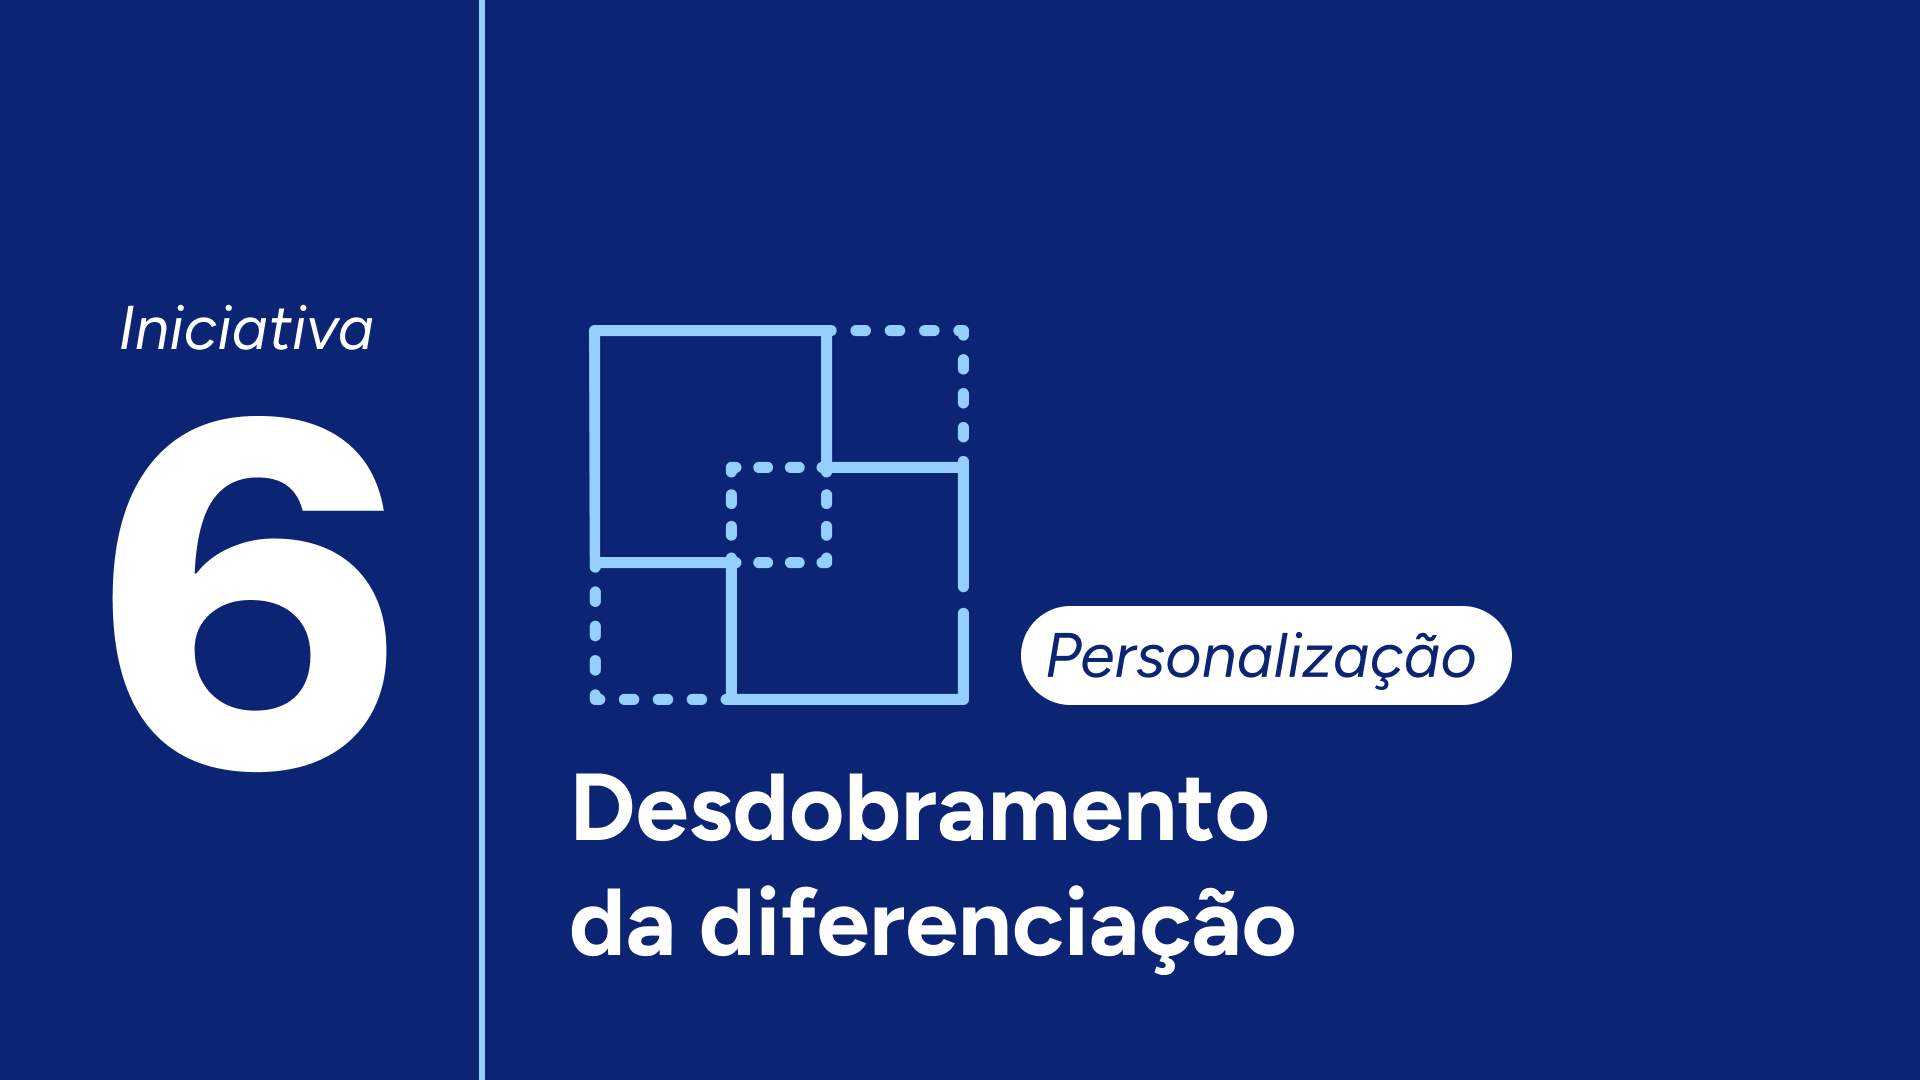 Iniciativa
6
Personalização
Desdobramento
da diferenciação